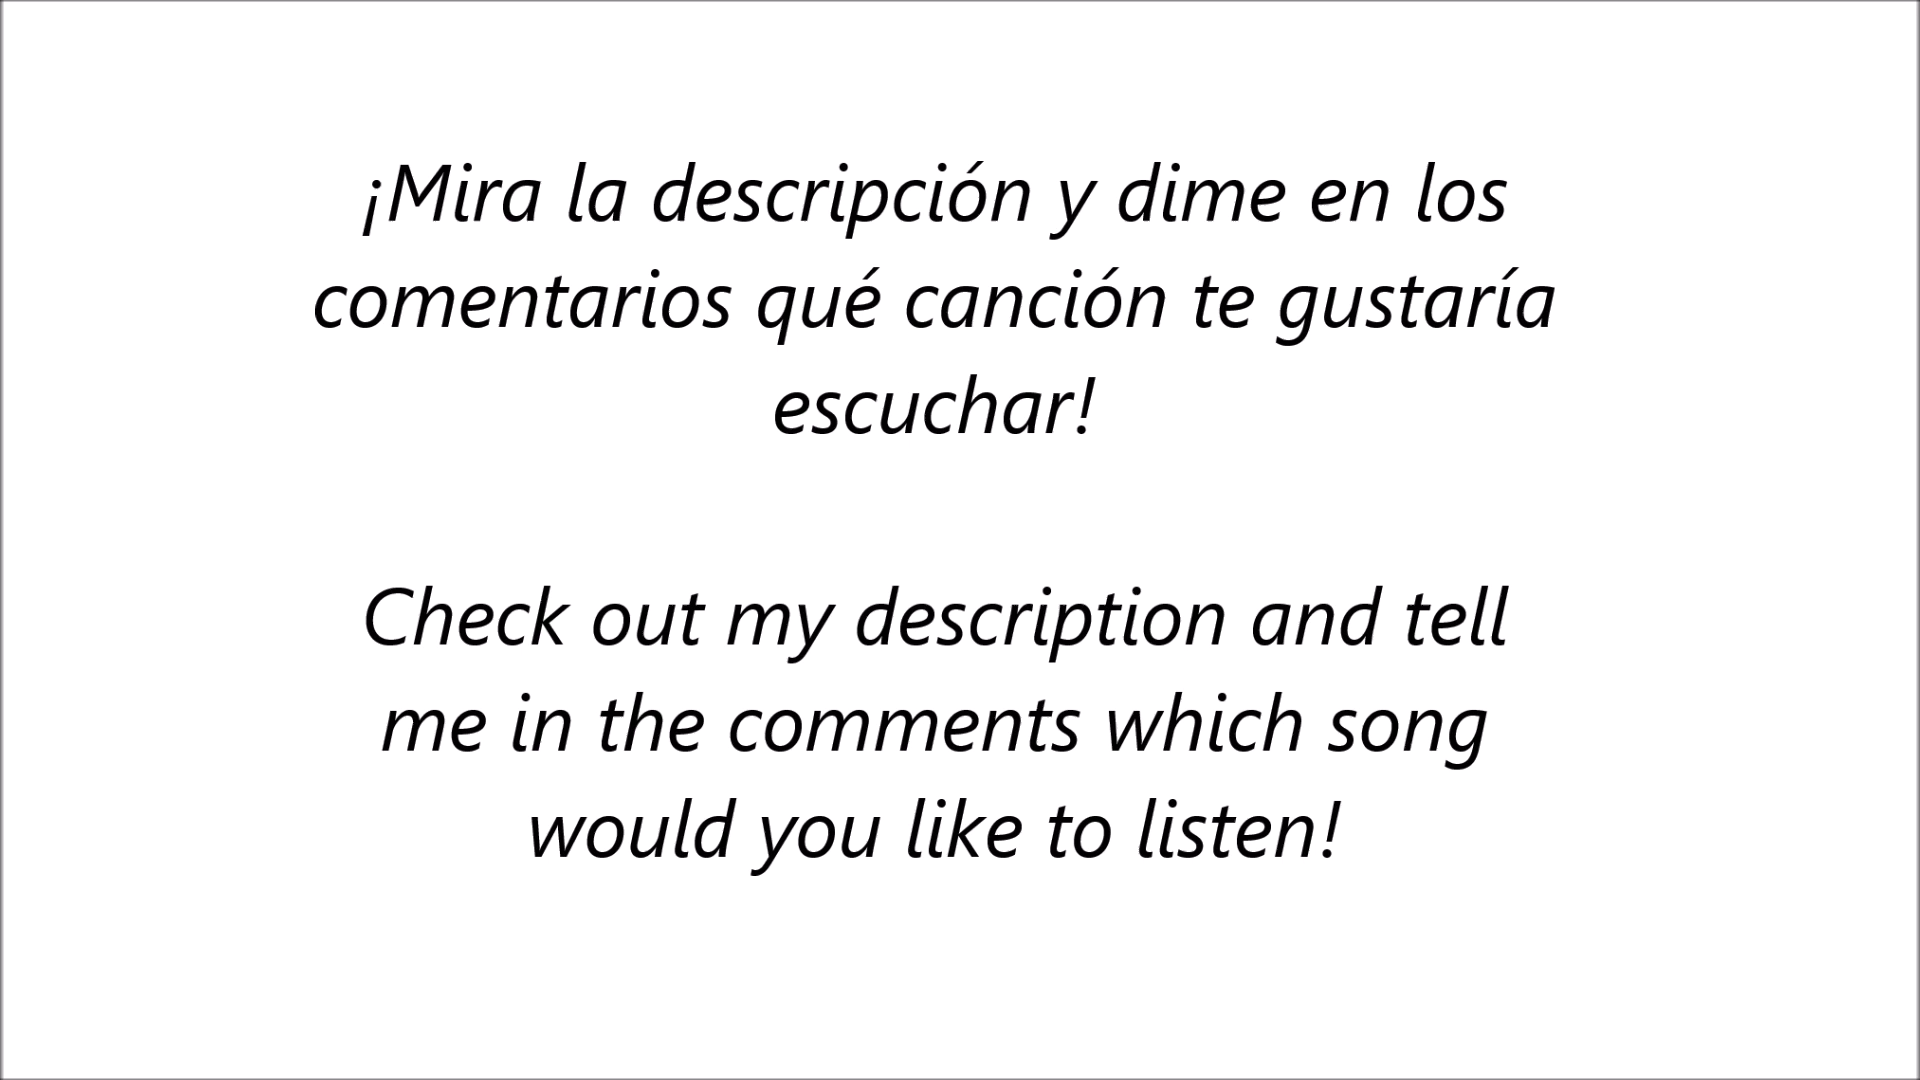 ¡Mira la descripción y dime en los
comentarios qué canción te gustaría
escuchar!
Check out my description and tell
me in the comments which song
would you like to listen!